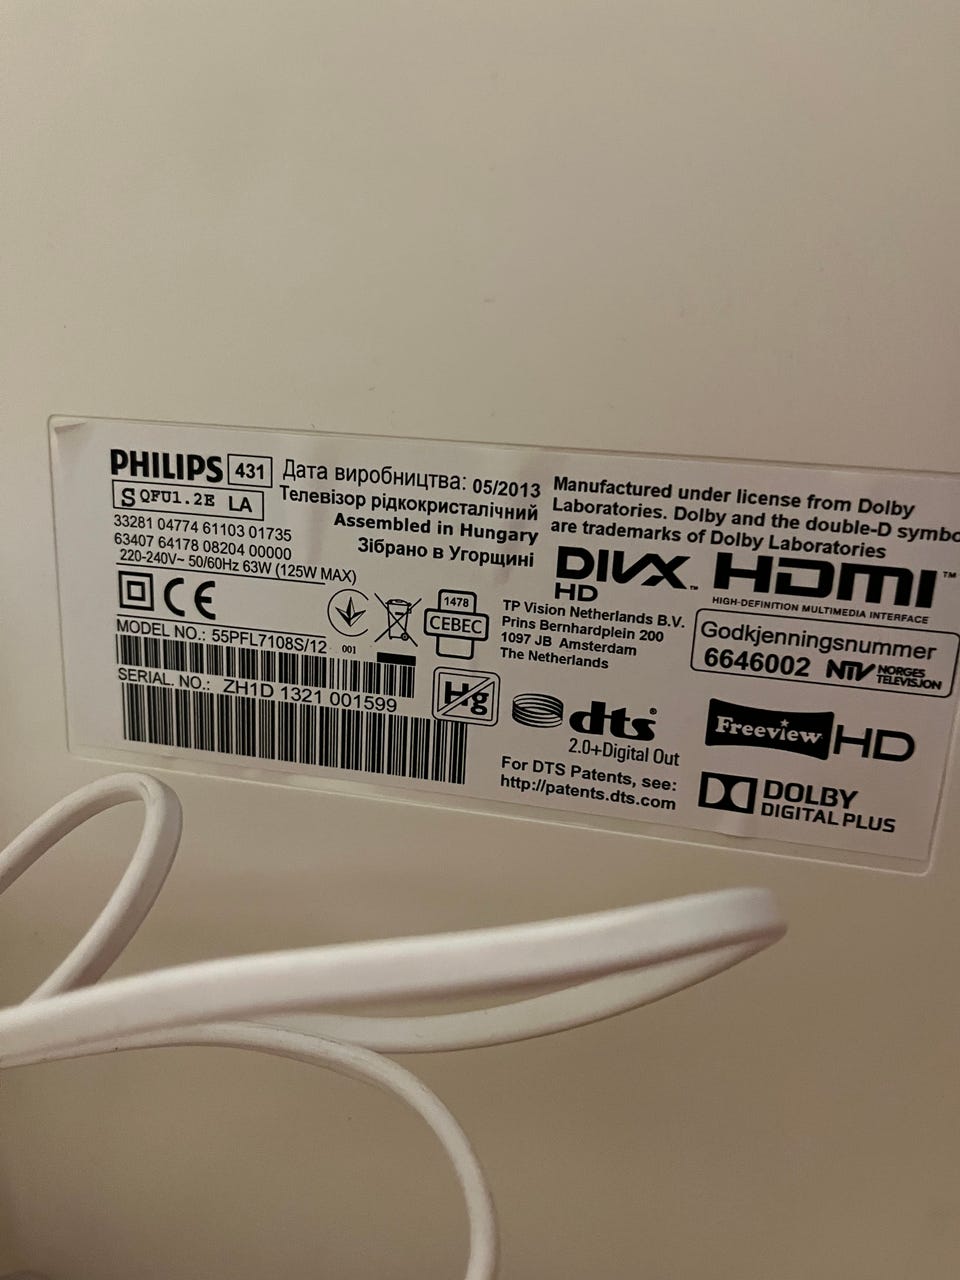 PHILIPS 431
S QFU1.2E LA
33281 04774 61103 01735
63407 64178 08204 00000
220-240V~ 50/60Hz 63W (125W MAX)
Дата виробництва: 05/2013
Телевізор рідкокристалічний
Assembled in Hungary
Зібрано в Угорщині
Manufactured under license from Dolby
Laboratories. Dolby and the double-D symbo
are trademarks of Dolby Laboratories
CE
1478
CEBEC
DIVX™
HD
HDMI™
HIGH-DEFINITION MULTIMEDIA INTERFACE
TP Vision Netherlands B.V.
Prins Bernhardplein 200
1097 JB Amsterdam
The Netherlands
Godkjenningsnummer
6646002 NTV NORGES
TELEVISJON
MODEL NO.: 55PFL7108S/12 001
SERIAL. NO.: ZH1D 1321 001599
Hg
dts®
2.0+Digital Out
For DTS Patents, see:
http://patents.dts.com
Freeview HD
DOLBY
DIGITAL PLUS